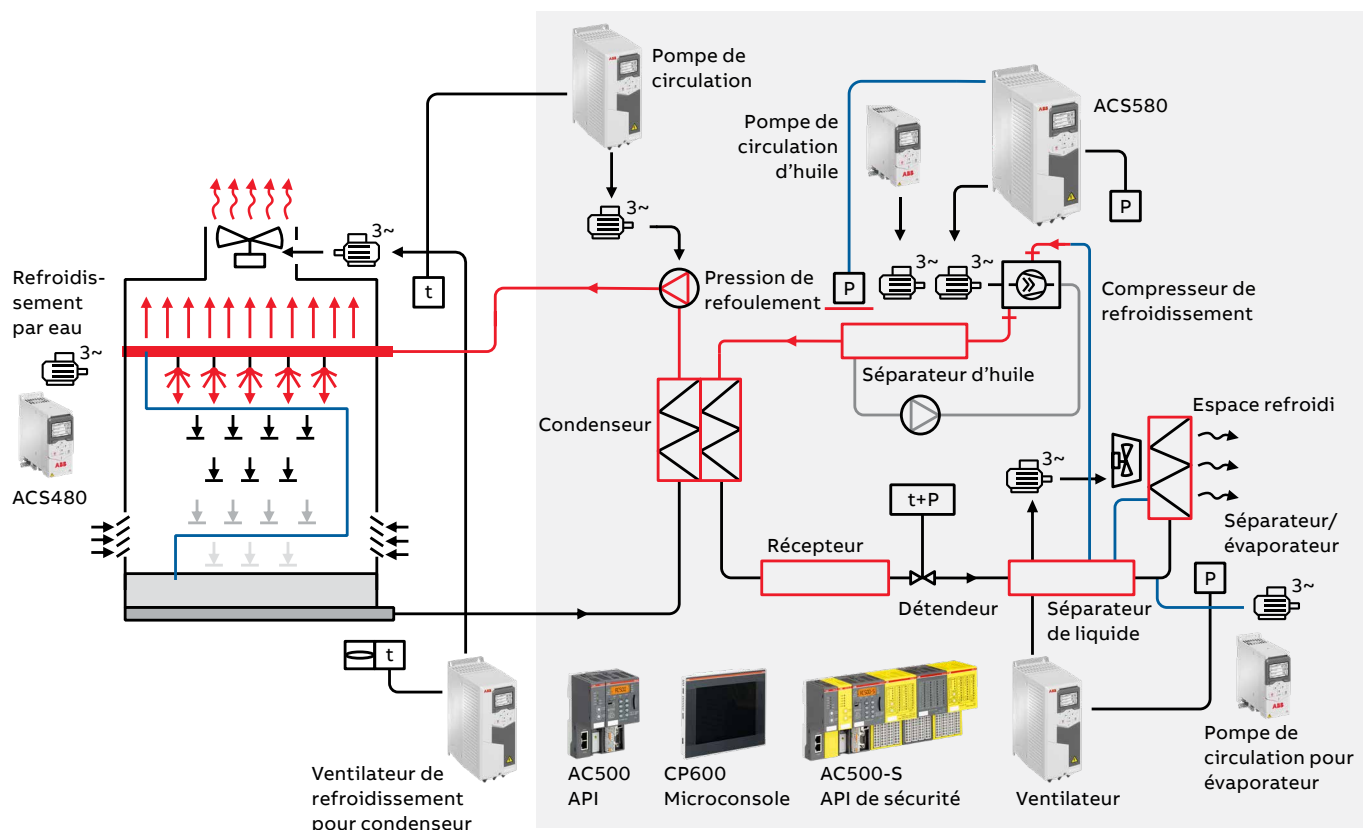 Pompe de
circulation
Pompe de
circulation
d'huile
ACS580
P
3~
3~
t
Refroidis-
sement
par eau
3~
ACS480
Pression de
refoulement
P
3~
3~
Compresseur de
refroidissement
Séparateur d'huile
Condenseur
Espace refroidi
3~
t+P
Séparateur/
évaporateur
Récepteur
Détendeur
Séparateur
de liquide
P
3~
t
Ventilateur de
refroidissement
pour condenseur
AC500
API
CP600
Microconsole
AC500-S
API de sécurité
Ventilateur
Pompe de
circulation pour
évaporateur